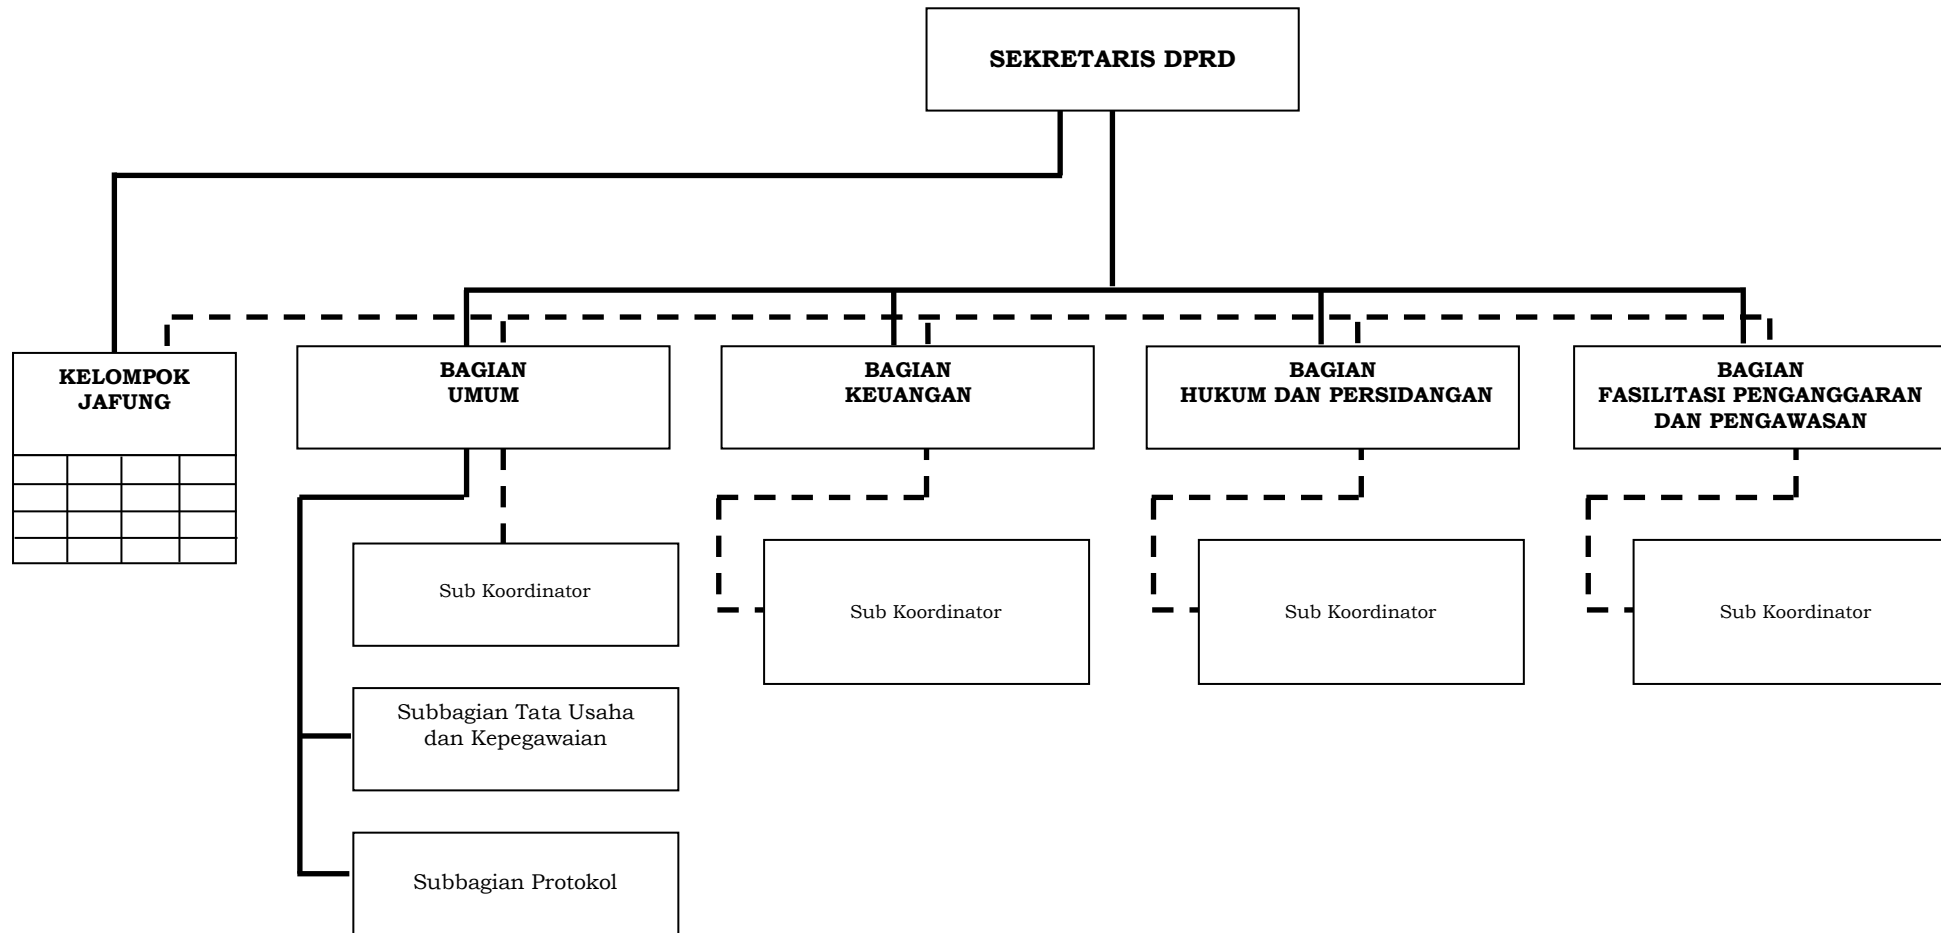 SEKRETARIS DPRD
KELOMPOK
JAFUNG
BAGIAN
UMUM
BAGIAN
KEUANGAN
BAGIAN
HUKUM DAN PERSIDANGAN
BAGIAN
FASILITASI PENGANGGARAN
DAN PENGAWASAN
Sub Koordinator
Sub Koordinator
Sub Koordinator
Sub Koordinator
Subbagian Tata Usaha
dan Kepegawaian
Subbagian Protokol